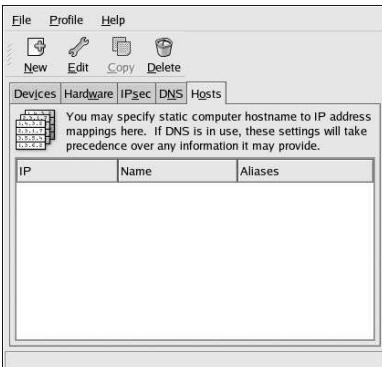 File Profile Help
New Edit Copy Delete
Devices Hardware IPsec DNS Hosts
You may specify static computer hostname to IP address
mappings here. If DNS is in use, these settings will take
precedence over any information it may provide.
IP Name Aliases